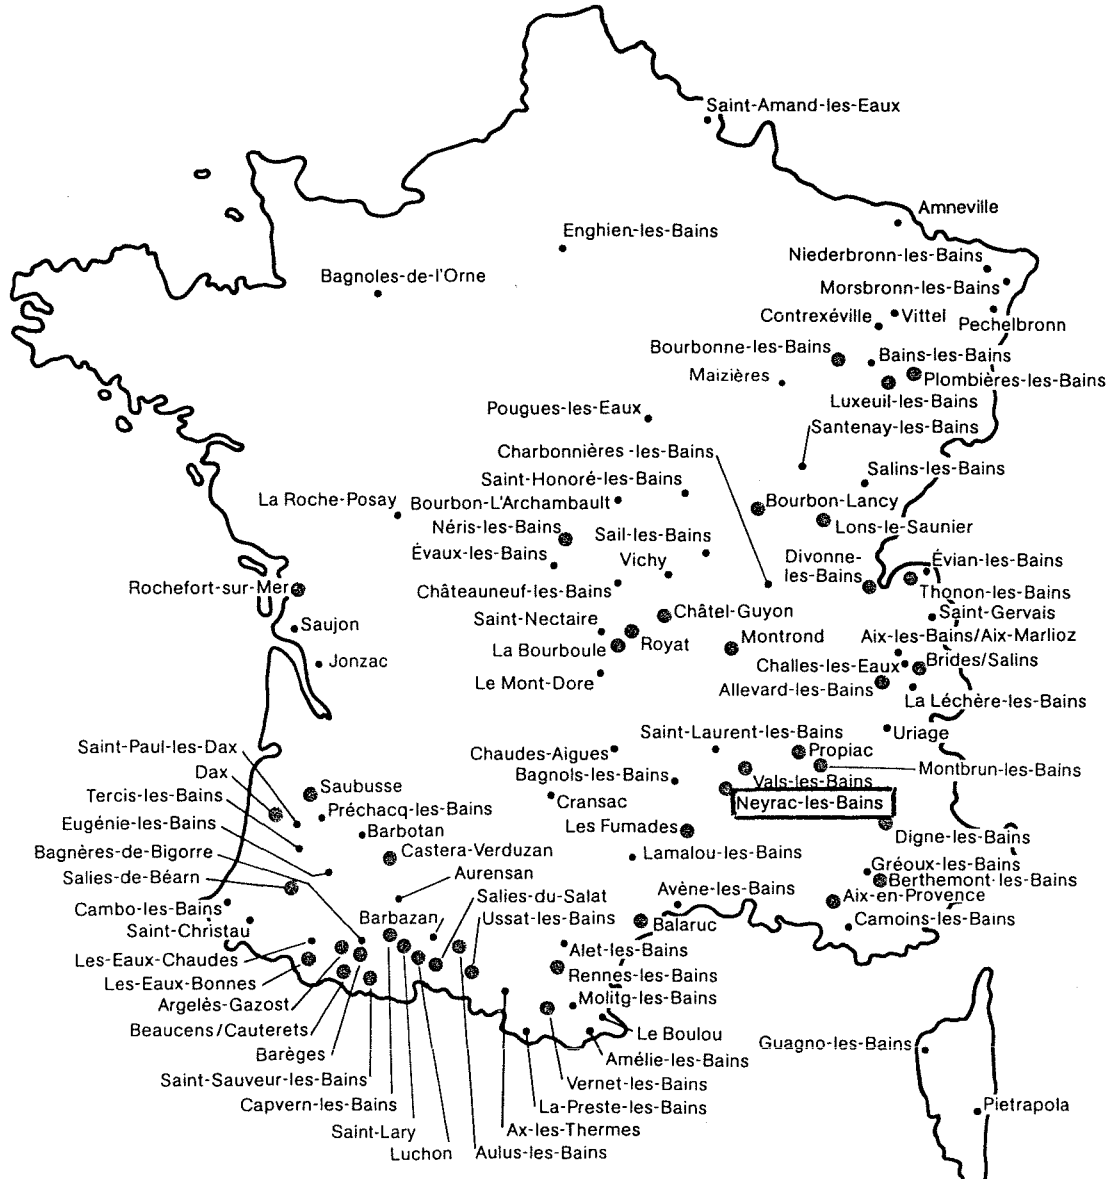 Saint-Amand-les-Eaux
Amneville
Enghien-les-Bains
Niederbronn-les-Bains
Bagnoles-de-l'Orne
Morsbronn-les-Bains
Contrexéville
Vittel
Pechelbronn
Bourbonne-les-Bains
Bains-les-Bains
Maizières
Plombières-les-Bains
Luxeuil-les-Bains
Pougues-les-Eaux
Santenay-les-Bains
Charbonnières -les-Bains
Salins-les-Bains
Saint-Honoré-les-Bains
La Roche-Posay
Bourbon-L'Archambault
Bourbon-Lancy
Néris-les-Bains
Lons-le-Saunier
Sail-les-Bains
Évaux-les-Bains
Vichy
Divonne-
les-Bains
Évian-les-Bains
Rochefort-sur-Mer
Châteauneuf-les-Bains
Thonon-les-Bains
Saint-Gervais
Saint-Nectaire
Châtel-Guyon
Saujon
Royat
Montrond
Aix-les-Bains/Aix-Marlioz
La Bourboule
Jonzac
Challes-les-Eaux
Brides/Salins
Le Mont-Dore
Allevard-les-Bains
La Léchère-les-Bains
Saint-Laurent-les-Bains
Uriage
Saint-Paul-les-Dax
Chaudes-Aigues
Propiac
Dax
Bagnols-les-Bains
Montbrun-les-Bains
Saubusse
Vals-les-Bains
Tercis-les-Bains
Cransac
Neyrac-les-Bains
Préchacq-les-Bains
Eugénie-les-Bains
Barbotan
Les Fumades
Digne-les-Bains
Bagnères-de-Bigorre
Castera-Verduzan
Lamalou-les-Bains
Gréoux-les-Bains
Salies-de-Béarn
Aurensan
Berthemont-les-Bains
Avène-les-Bains
Aix-en-Provence
Salies-du-Salat
Cambo-les-Bains
Barbazan
Ussat-les-Bains
Balaruc
Camoins-les-Bains
Saint-Christau
Alet-les-Bains
Les-Eaux-Chaudes
Rennes-les-Bains
Les-Eaux-Bonnes
Molitg-les-Bains
Argelès-Gazost
Beaucens/Cauterets
Le Boulou
Guagno-les-Bains
Barèges
Amélie-les-Bains
Saint-Sauveur-les-Bains
Vernet-les-Bains
Capvern-les-Bains
La-Preste-les-Bains
Pietrapola
Saint-Lary
Ax-les-Thermes
Luchon
Aulus-les-Bains